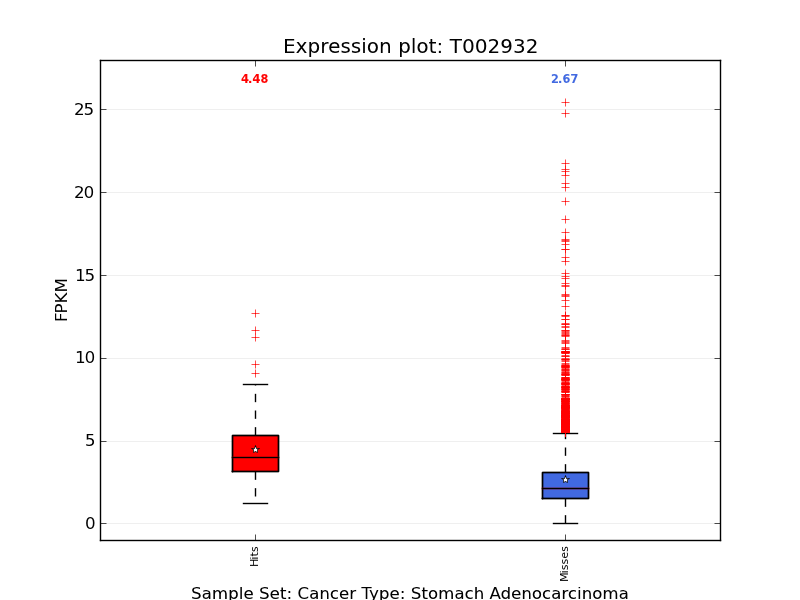 Expression plot: T002932
4.48 2.67
25
20
15
10
5
0
FPKM
Hits Misses
Sample Set: Cancer Type: Stomach Adenocarcinoma